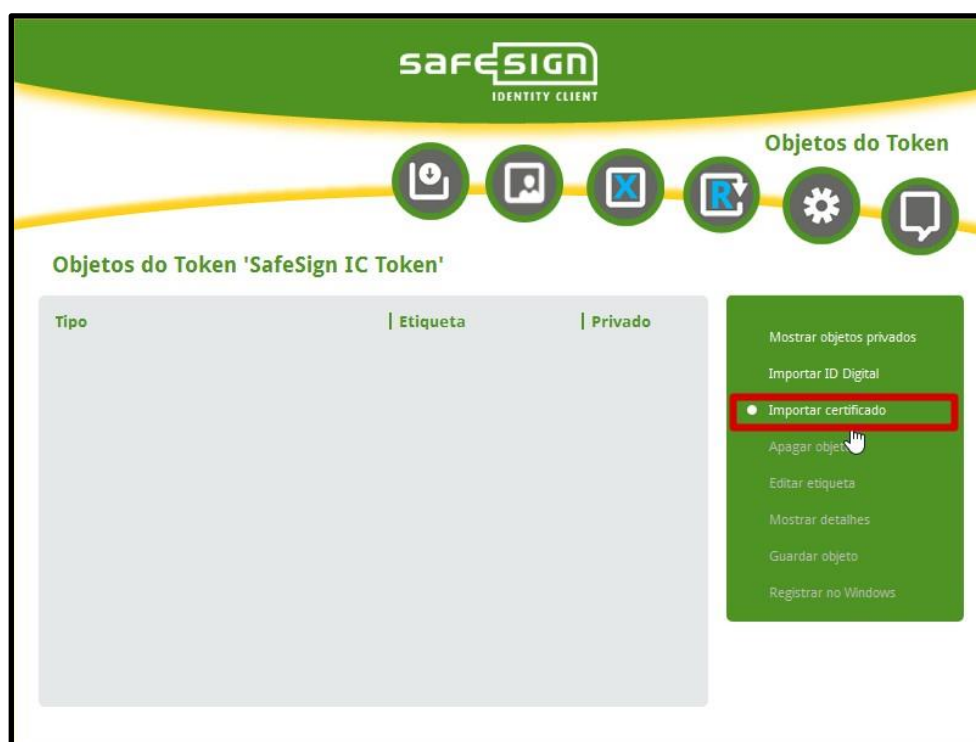 safesign
IDENTITY CLIENT
Objetos do Token
X
R
Objetos do Token 'SafeSign IC Token'
Tipo
Etiqueta
Privado
Mostrar objetos privados
Importar ID Digital
Importar certificado
Apagar
Editar etiqueta
Mostrar detalhes
Guardar objeto
Registrar no Windows